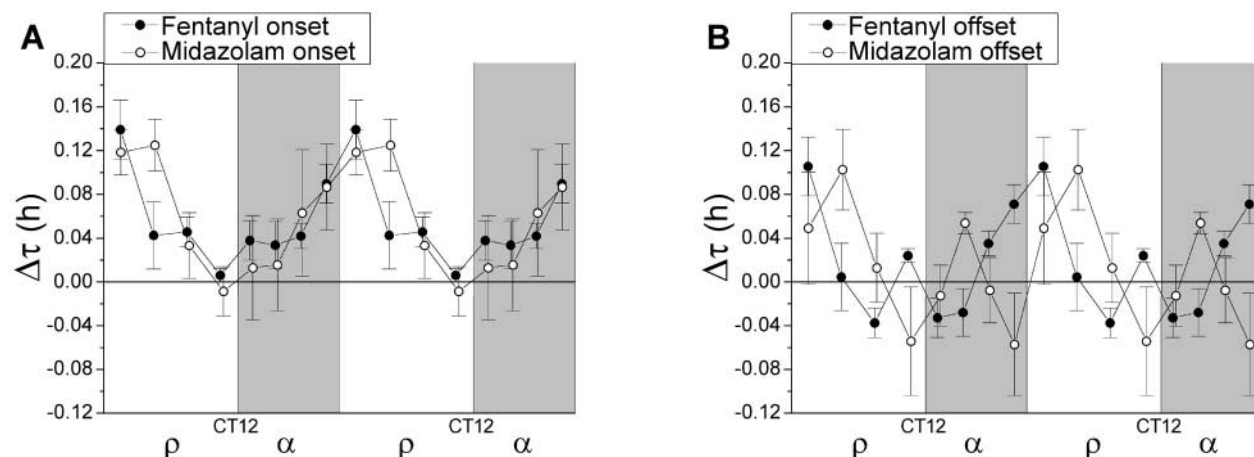 A
Fentanyl onset
Midazolam onset
Δτ (h)
0.20
0.16
0.12
0.08
0.04
0.00
-0.04
-0.08
-0.12
CT12
CT12
ρ
α
ρ
α
B
Fentanyl offset
Midazolam offset
Δτ (h)
0.20
0.16
0.12
0.08
0.04
0.00
-0.04
-0.08
-0.12
CT12
CT12
ρ
α
ρ
α